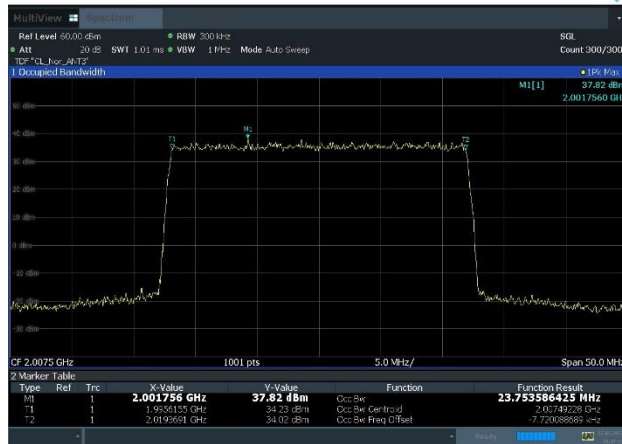 MultiView Spectrum
Ref Level 60.00 dBm RBW 300 kHz SGL
Att 20 dB SWT 1.01 ms VBW 1 MHz Mode Auto Sweep Count 300/300
TDF "CL_Nor_ANT3"
1 Occupied Bandwidth 1Pk Max
M1[1] 37.82 dBm
2.0017560 GHz
50 dBm
40 dBm
M1
T1 T2
30 dBm
20 dBm
10 dBm
0 dBm
-10 dBm
-20 dBm
-30 dBm
CF 2.0075 GHz 1001 pts 5.0 MHz/ Span 50.0 MHz
2 Marker Table
Type Ref Trc X-Value Y-Value Function Function Result
M1 1 2.001756 GHz 37.82 dBm Occ Bw 23.753586425 MHz
T1 1 1.9956155 GHz 34.23 dBm Occ Bw Centroid 2.00749228 GHz
T2 1 2.0193691 GHz 34.02 dBm Occ Bw Freq Offset -7.720088689 kHz
Ready